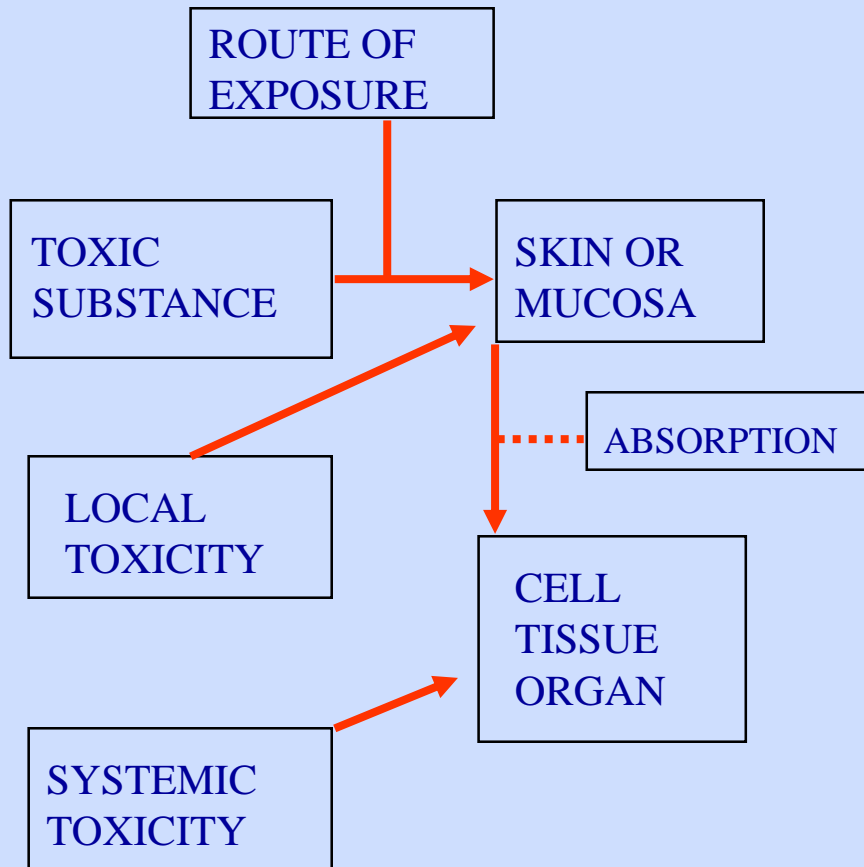 ROUTE OF
EXPOSURE
TOXIC
SUBSTANCE
SKIN OR
MUCOSA
ABSORPTION
LOCAL
TOXICITY
CELL
TISSUE
ORGAN
SYSTEMIC
TOXICITY